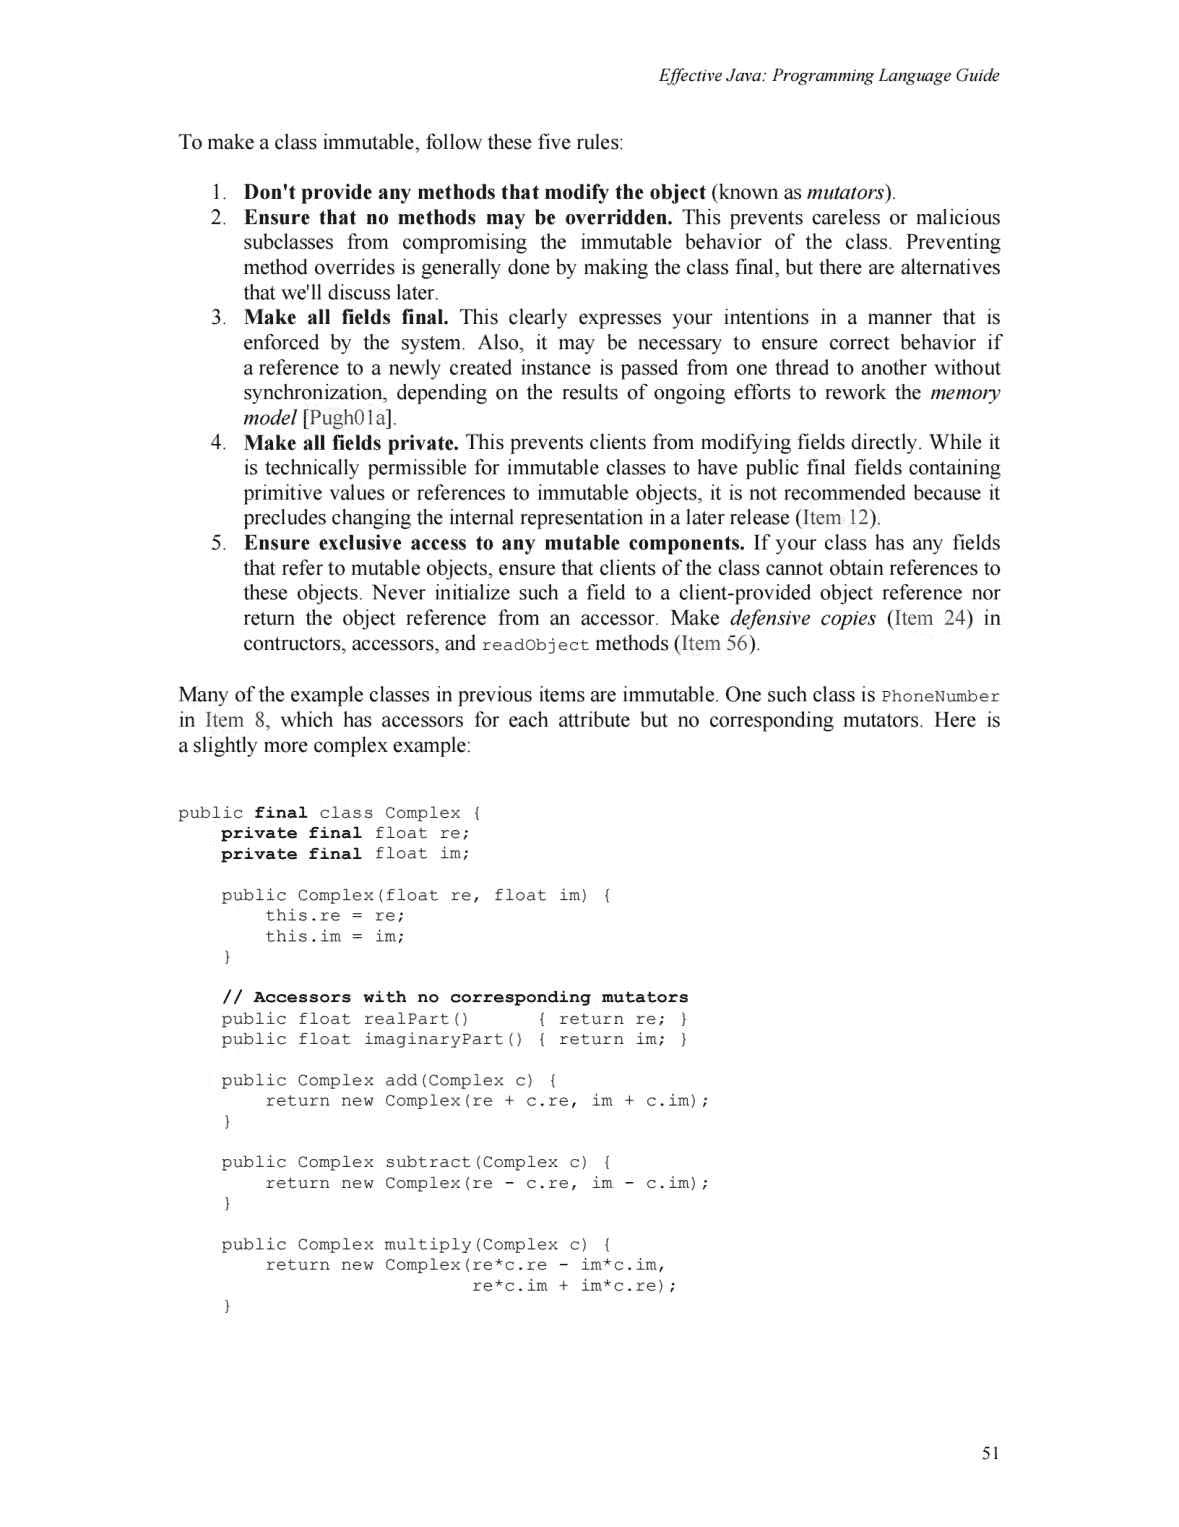 Effective Java: Programming Language Guide
To make a class immutable, follow these five rules:
1. Don't provide any methods that modify the object (known as mutators).
2. Ensure that no methods may be overridden. This prevents careless or malicious
subclasses from compromising the immutable behavior of the class. Preventing
method overrides is generally done by making the class final, but there are alternatives
that we'll discuss later.
3. Make all fields final. This clearly expresses your intentions in a manner that is
enforced by the system. Also, it may be necessary to ensure correct behavior if
a reference to a newly created instance is passed from one thread to another without
synchronization, depending on the results of ongoing efforts to rework the memory
model [Pugh01a].
4. Make all fields private. This prevents clients from modifying fields directly. While it
is technically permissible for immutable classes to have public final fields containing
primitive values or references to immutable objects, it is not recommended because it
precludes changing the internal representation in a later release (Item 12).
5. Ensure exclusive access to any mutable components. If your class has any fields
that refer to mutable objects, ensure that clients of the class cannot obtain references to
these objects. Never initialize such a field to a client-provided object reference nor
return the object reference from an accessor. Make defensive copies (Item 24) in
contructors, accessors, and readObject methods (Item 56).
Many of the example classes in previous items are immutable. One such class is PhoneNumber
in Item 8, which has accessors for each attribute but no corresponding mutators. Here is
a slightly more complex example:
public final class Complex {
    private final float re;
    private final float im;
    public Complex(float re, float im) {
        this.re = re;
        this.im = im;
    }
    // Accessors with no corresponding mutators
    public float realPart()      { return re; }
    public float imaginaryPart() { return im; }
    public Complex add(Complex c) {
        return new Complex(re + c.re, im + c.im);
    }
    public Complex subtract(Complex c) {
        return new Complex(re - c.re, im - c.im);
    }
    public Complex multiply(Complex c) {
        return new Complex(re*c.re - im*c.im,
                           re*c.im + im*c.re);
    }
51